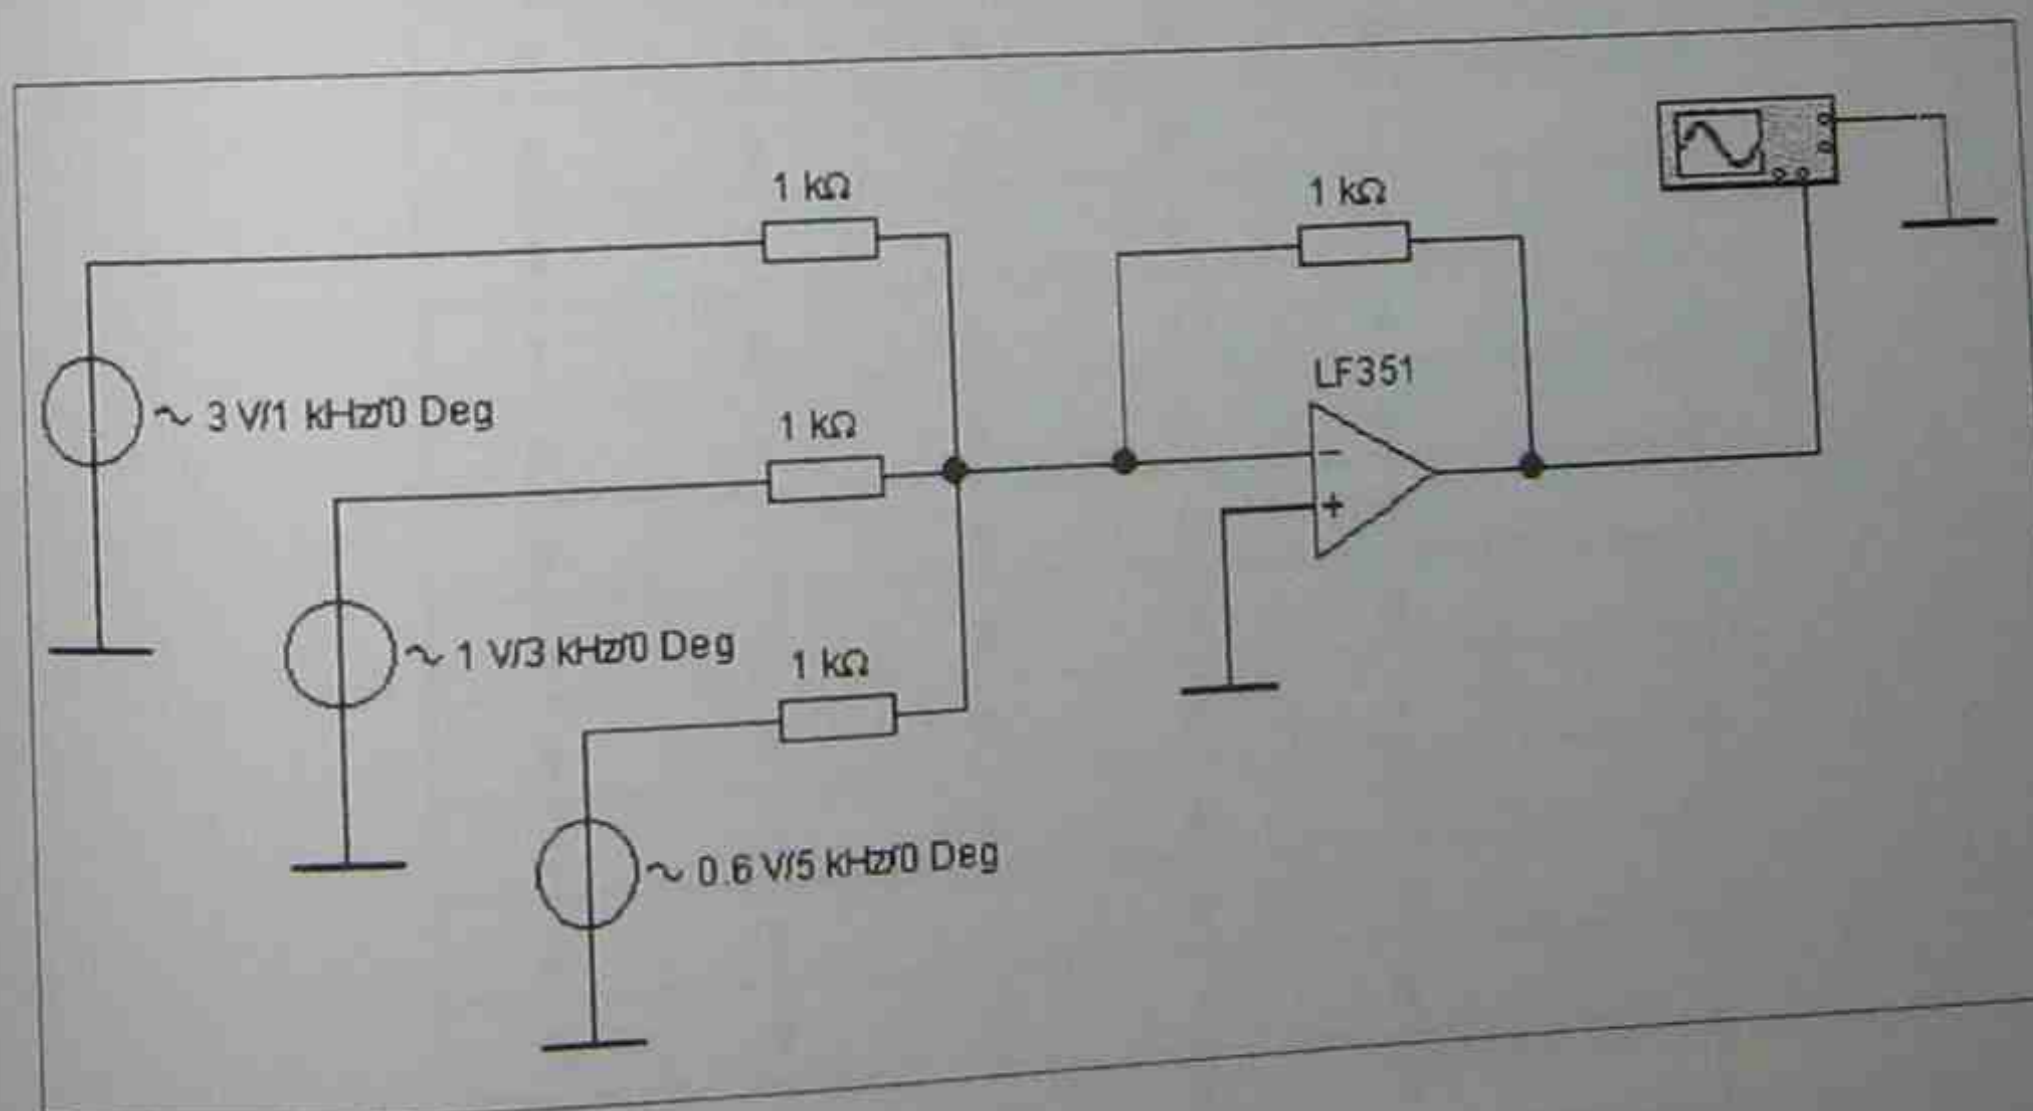 1 kΩ
1 kΩ
LF351
~ 3 V/1 kHz/0 Deg
1 kΩ
−
+
~ 1 V/3 kHz/0 Deg
1 kΩ
~ 0.6 V/5 kHz/0 Deg